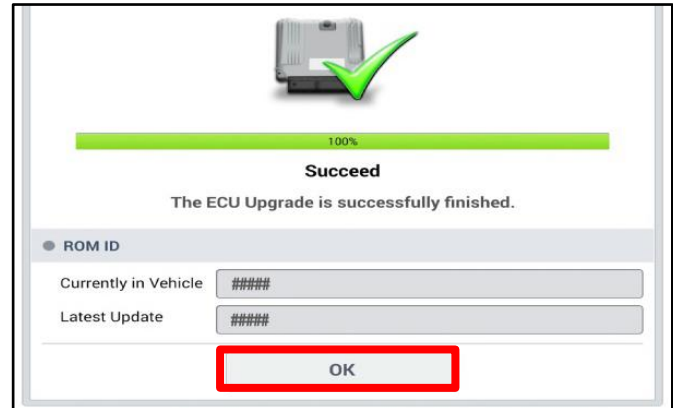 100%
Succeed
The ECU Upgrade is successfully finished.
ROM ID
Currently in Vehicle #####
Latest Update #####
OK